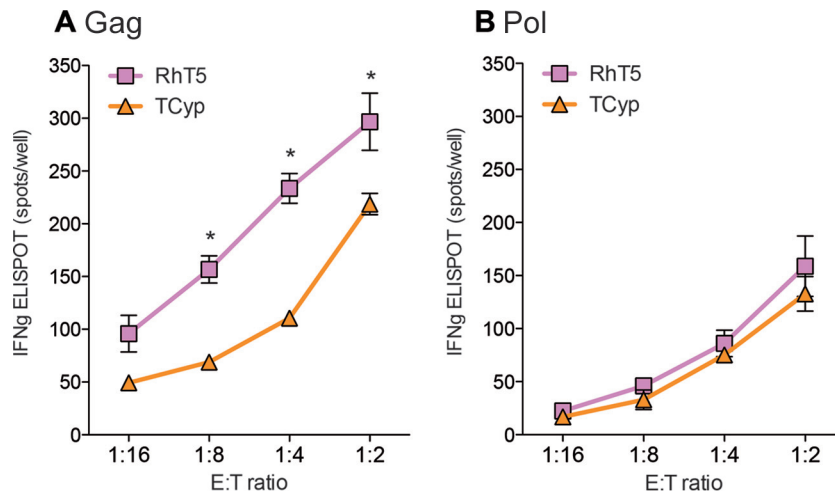 A Gag
350
300
250
200
150
100
50
0
IFNg ELISPOT (spots/well)
RhT5
TCyp
*
*
*
1:16 1:8 1:4 1:2
E:T ratio
B Pol
350
300
250
200
150
100
50
0
IFNg ELISPOT (spots/well)
RhT5
TCyp
1:16 1:8 1:4 1:2
E:T ratio